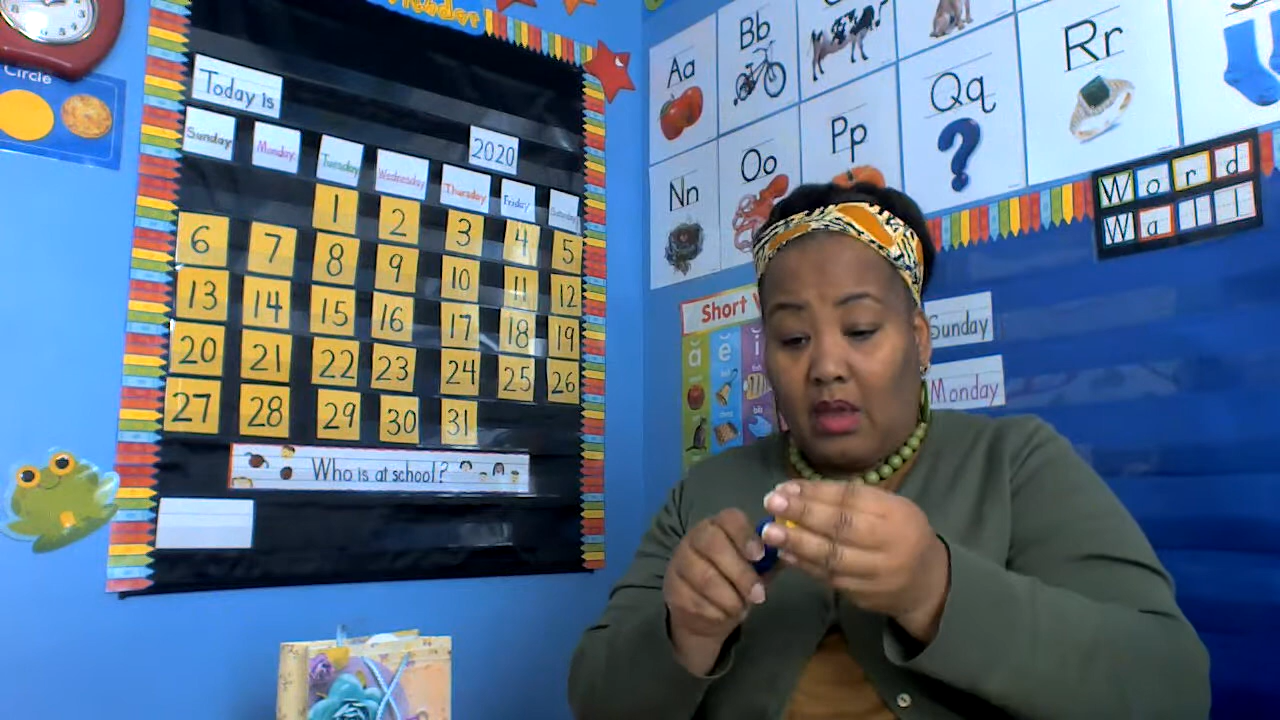 Circle
Today is
2020
Sunday Monday Tuesday Wednesday Thursday Friday Saturday
1 2 3 4 5
6 7 8 9 10 11 12
13 14 15 16 17 18 19
20 21 22 23 24 25 26
27 28 29 30 31
Who is at school?
Aa Bb
Nn Oo Pp Qq Rr
Word
Wall
Short
ă ĕ ĭ
Sunday
Monday